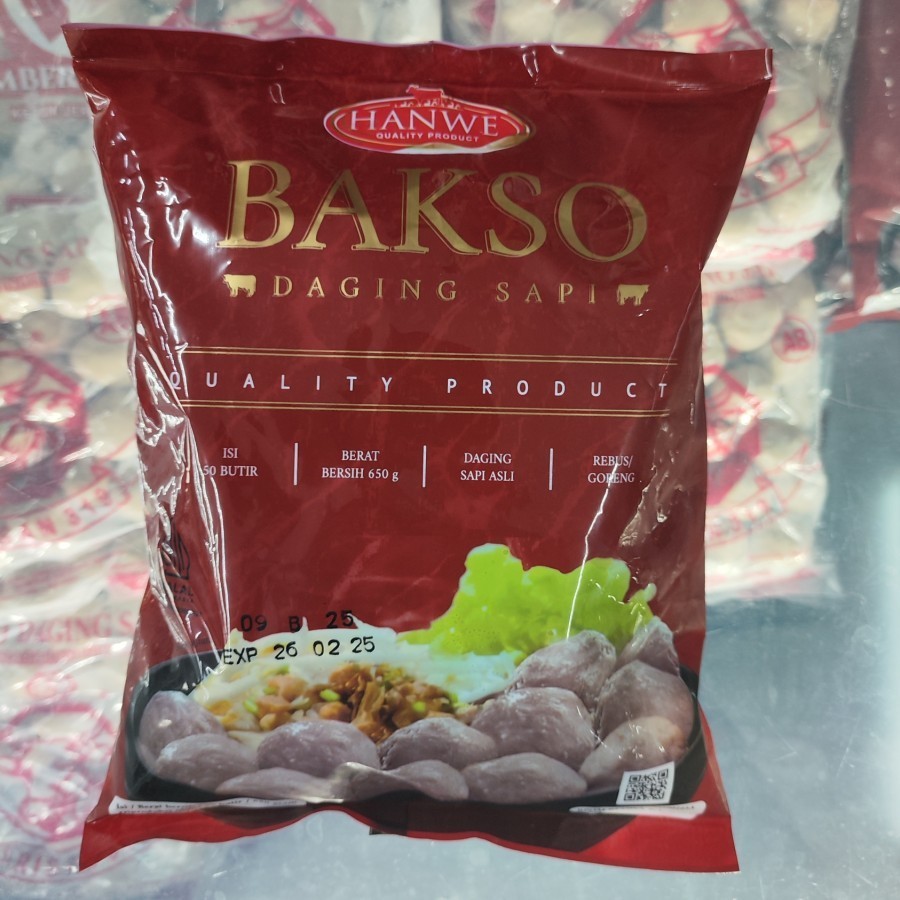 HANWE
QUALITY PRODUCT
BAKSO
DAGING SAPI
QUALITY PRODUCT
ISI
50 BUTIR
BERAT
BERSIH 650 g
DAGING
SAPI ASLI
REBUS/
GORENG
09 B 25
EXP 26 02 25
DAGING